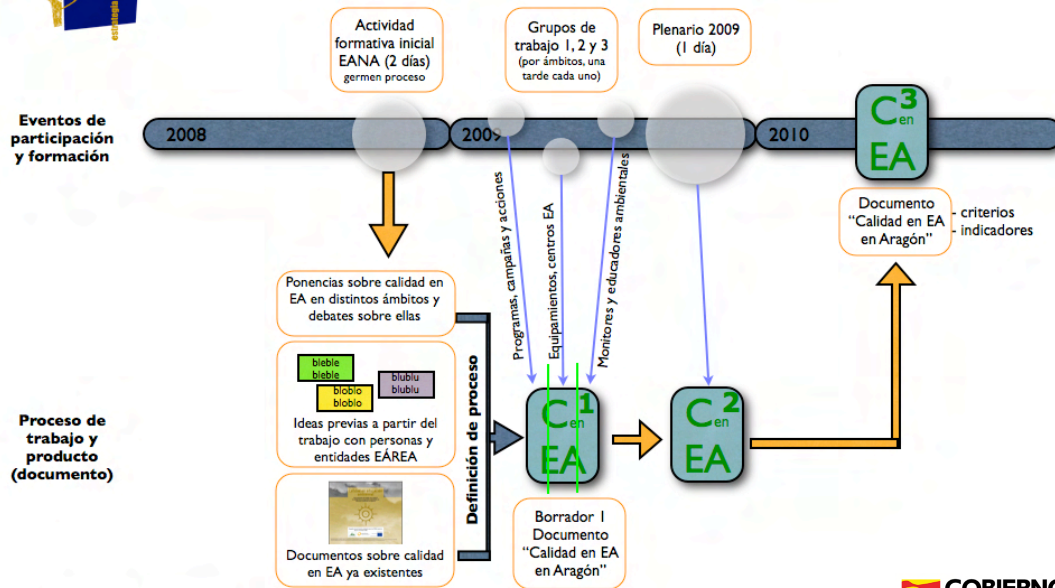 estrategia
Actividad
formativa inicial
EANA (2 días)
germen proceso
Grupos de
trabajo 1, 2 y 3
(por ámbitos, una
tarde cada uno)
Plenario 2009
(1 día)
Eventos de
participación
y formación
2008
2009
2010
C en 3
EA
Documento
“Calidad en EA
en Aragón”
- criterios
- indicadores
Programas, campañas y acciones
Equipamientos, centros EA
Monitores y educadores ambientales
Ponencias sobre calidad en
EA en distintos ámbitos y
debates sobre ellas
bleble
bleble
bloblo
bloblo
blublu
blublu
Ideas previas a partir del
trabajo con personas y
entidades EÁREA
Documentos sobre calidad
en EA ya existentes
Definición de proceso
Proceso de
trabajo y
producto
(documento)
C en 1
EA
C en 2
EA
Borrador 1
Documento
“Calidad en EA
en Aragón”
GOBIERNO